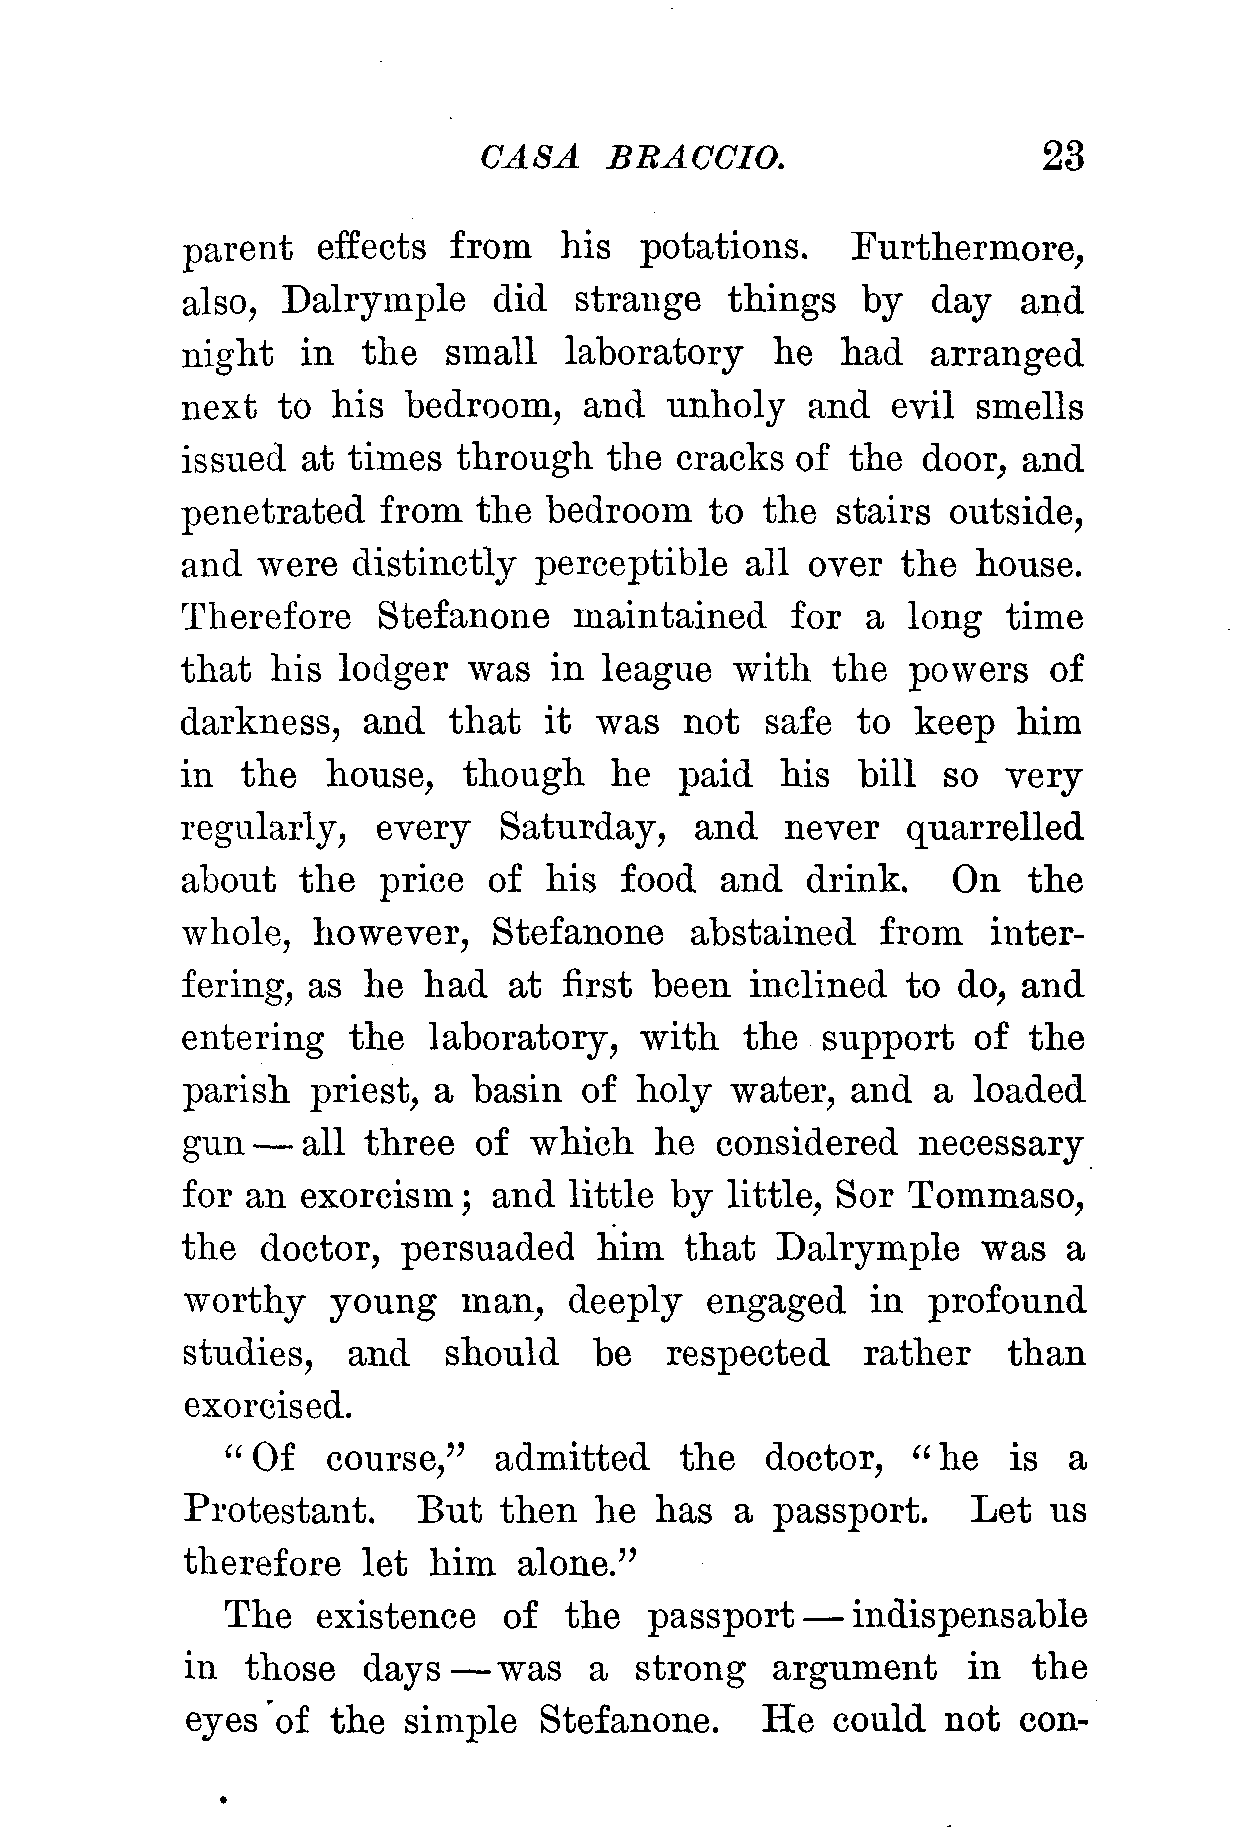 CASA BRACCIO. 23
parent effects from his potations. Furthermore,
also, Dalrymple did strange things by day and
night in the small laboratory he had arranged
next to his bedroom, and unholy and evil smells
issued at times through the cracks of the door, and
penetrated from the bedroom to the stairs outside,
and were distinctly perceptible all over the house.
Therefore Stefanone maintained for a long time
that his lodger was in league with the powers of
darkness, and that it was not safe to keep him
in the house, though he paid his bill so very
regularly, every Saturday, and never quarrelled
about the price of his food and drink. On the
whole, however, Stefanone abstained from inter-
fering, as he had at first been inclined to do, and
entering the laboratory, with the support of the
parish priest, a basin of holy water, and a loaded
gun — all three of which he considered necessary
for an exorcism; and little by little, Sor Tommaso,
the doctor, persuaded him that Dalrymple was a
worthy young man, deeply engaged in profound
studies, and should be respected rather than
exorcised.
“Of course,” admitted the doctor, “he is a
Protestant. But then he has a passport. Let us
therefore let him alone.”
The existence of the passport — indispensable
in those days — was a strong argument in the
eyes of the simple Stefanone. He could not con-